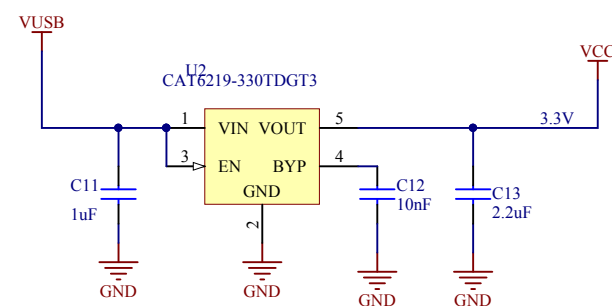 VUSB
VCC
U2
CAT6219-330TDGT3
1
VIN
VOUT
5
3.3V
3
EN
BYP
4
GND
2
C11
1uF
C12
10nF
C13
2.2uF
GND
GND
GND
GND